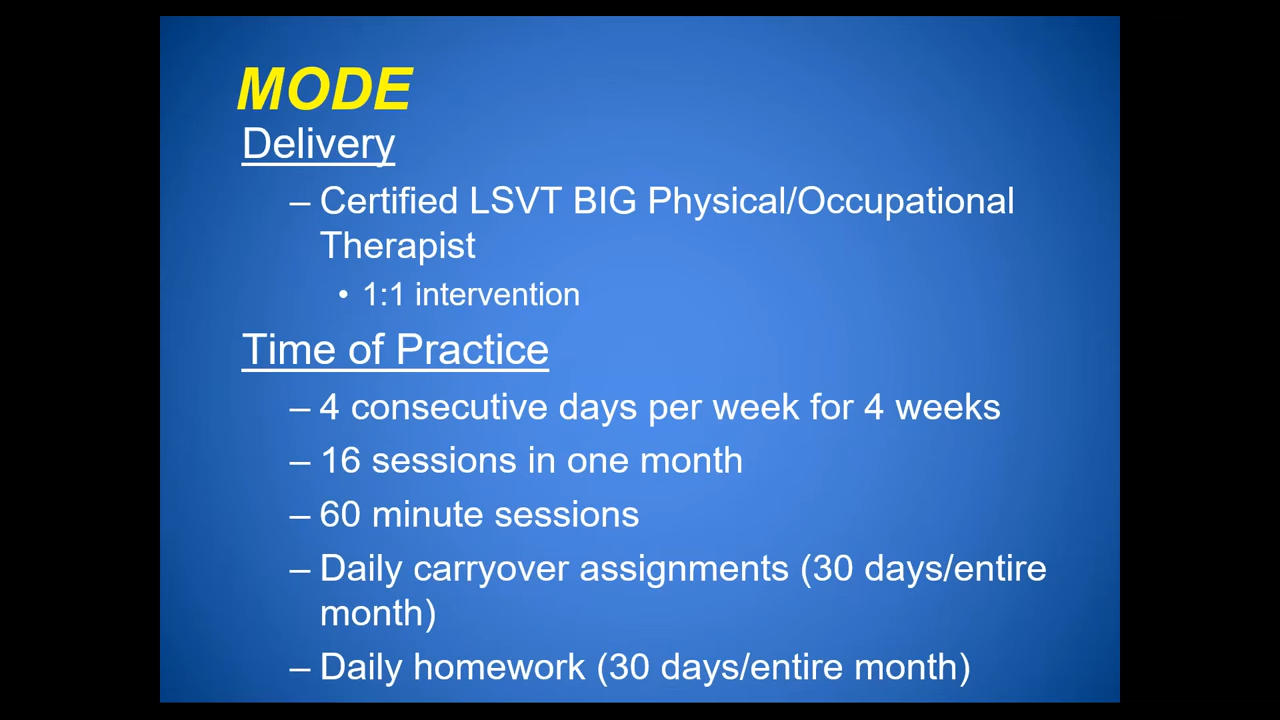 MODE
Delivery
– Certified LSVT BIG Physical/Occupational
Therapist
• 1:1 intervention
Time of Practice
– 4 consecutive days per week for 4 weeks
– 16 sessions in one month
– 60 minute sessions
– Daily carryover assignments (30 days/entire
month)
– Daily homework (30 days/entire month)